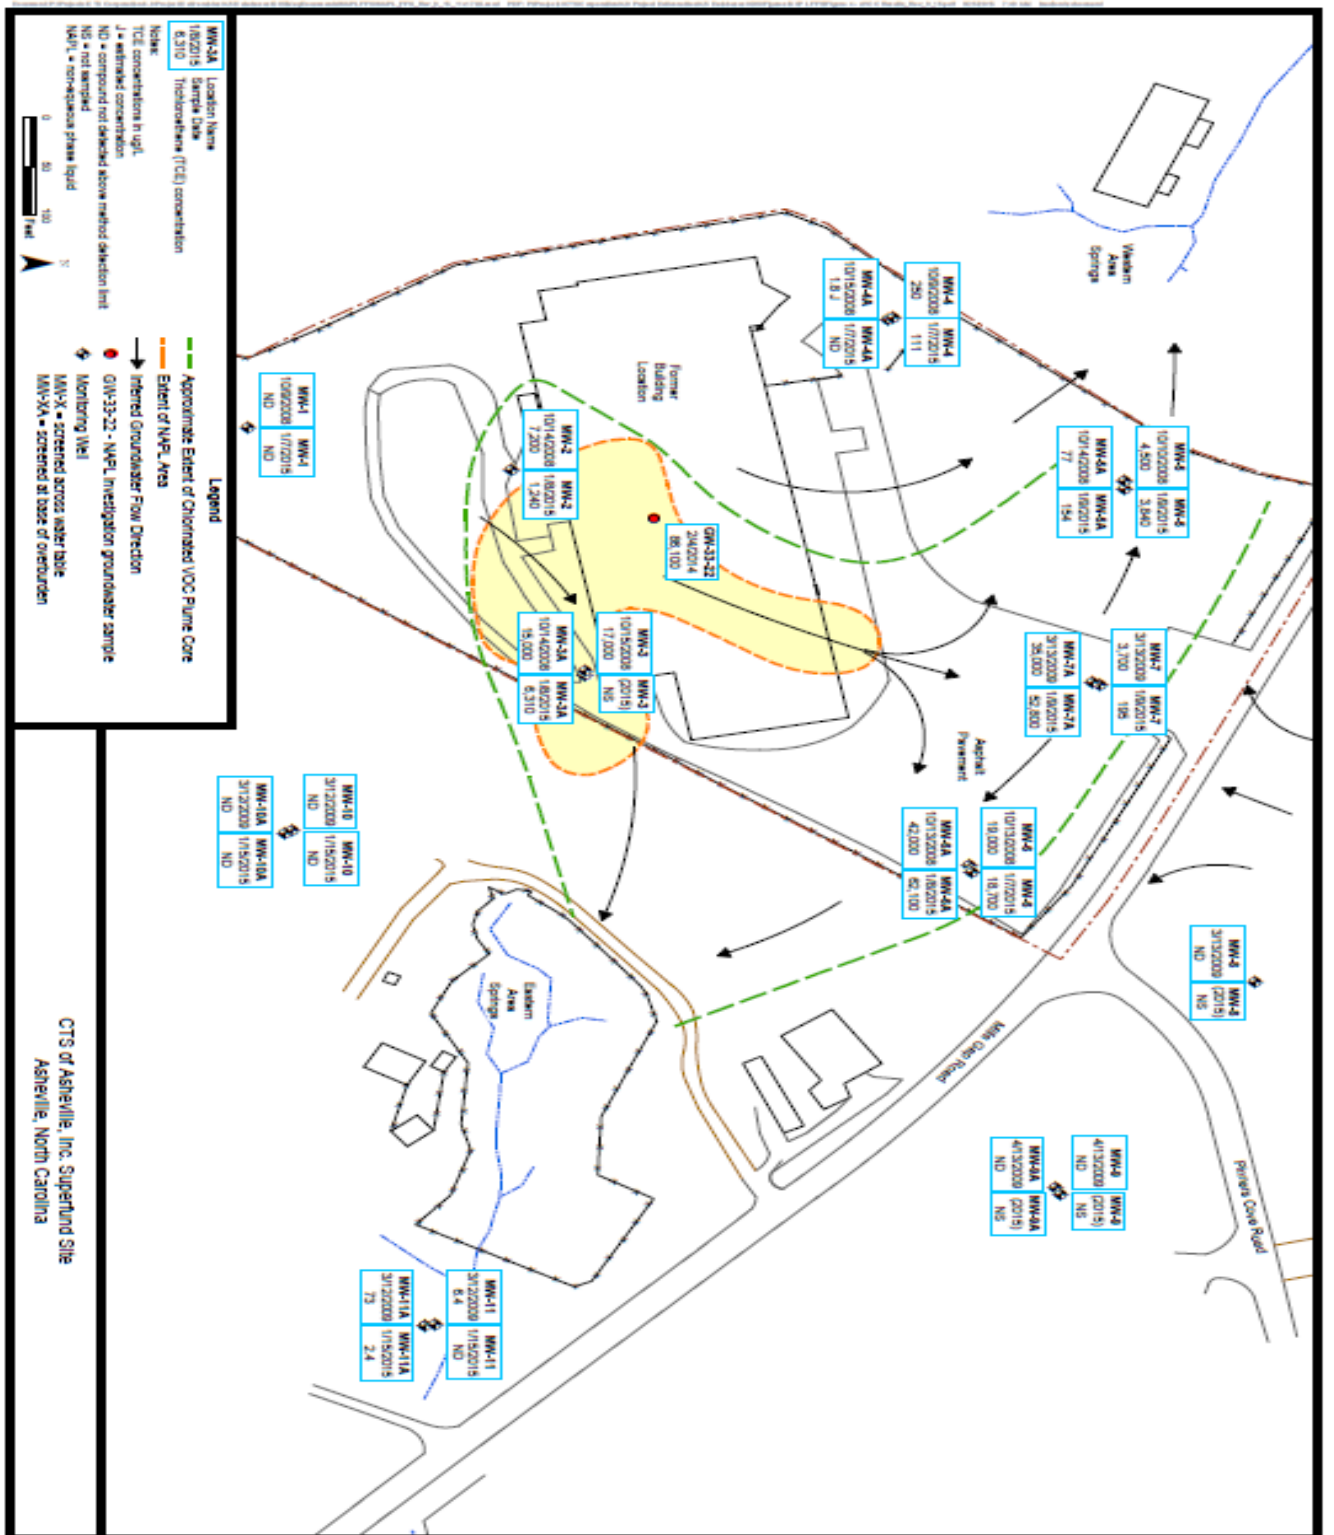 MW-3A
1/8/2015
6,310
Location Name
Sample Date
Trichloroethene (TCE) concentration
Notes:
TCE concentrations in ug/L
J = estimated concentration
ND = compound not detected above method detection limit
NS = not sampled
NAPL = non-aqueous phase liquid
0 50 100
Feet
N
Legend
Approximate Extent of Chlorinated VOC Plume Core
Extent of NAPL Area
Inferred Groundwater Flow Direction
GW-33-22 - NAPL Investigation groundwater sample
Monitoring Well
MW-X = screened across water table
MW-XA = screened at base of overburden
Western
Area
Springs
MW-4 MW-4
10/9/2008 1/7/2015
250 111
MW-4A MW-4A
10/15/2008 1/7/2015
1.8 J ND
MW-5 MW-5
10/10/2008 1/9/2015
4,500 3,840
MW-5A MW-5A
10/14/2008 1/9/2015
77 154
Former
Building
Location
MW-1 MW-1
10/9/2008 1/7/2015
ND ND
MW-2 MW-2
10/14/2008 1/8/2015
7,200 1,240
GW-33-22
2/4/2014
86,100
MW-3 MW-3
10/15/2008 (2015)
17,000 NS
MW-3A MW-3A
10/14/2008 1/8/2015
15,000 6,310
MW-7 MW-7
3/13/2009 1/9/2015
3,700 195
MW-7A MW-7A
3/13/2009 1/9/2015
35,000 52,800
Asphalt
Pavement
MW-6 MW-6
10/13/2008 1/7/2015
19,000 18,700
MW-6A MW-6A
10/13/2008 1/8/2015
42,000 62,100
MW-10 MW-10
3/12/2009 1/15/2015
ND ND
MW-10A MW-10A
3/12/2009 1/15/2015
ND ND
MW-8 MW-8
3/13/2009 (2015)
ND NS
Eastern
Area
Springs
Mills Gap Road
Pinners Cove Road
MW-9 MW-9
4/13/2009 (2015)
ND NS
MW-9A MW-9A
4/13/2009 (2015)
ND NS
MW-11 MW-11
3/12/2009 1/15/2015
6.4 ND
MW-11A MW-11A
3/12/2009 1/15/2015
73 2.4
CTS of Asheville, Inc. Superfund Site
Asheville, North Carolina